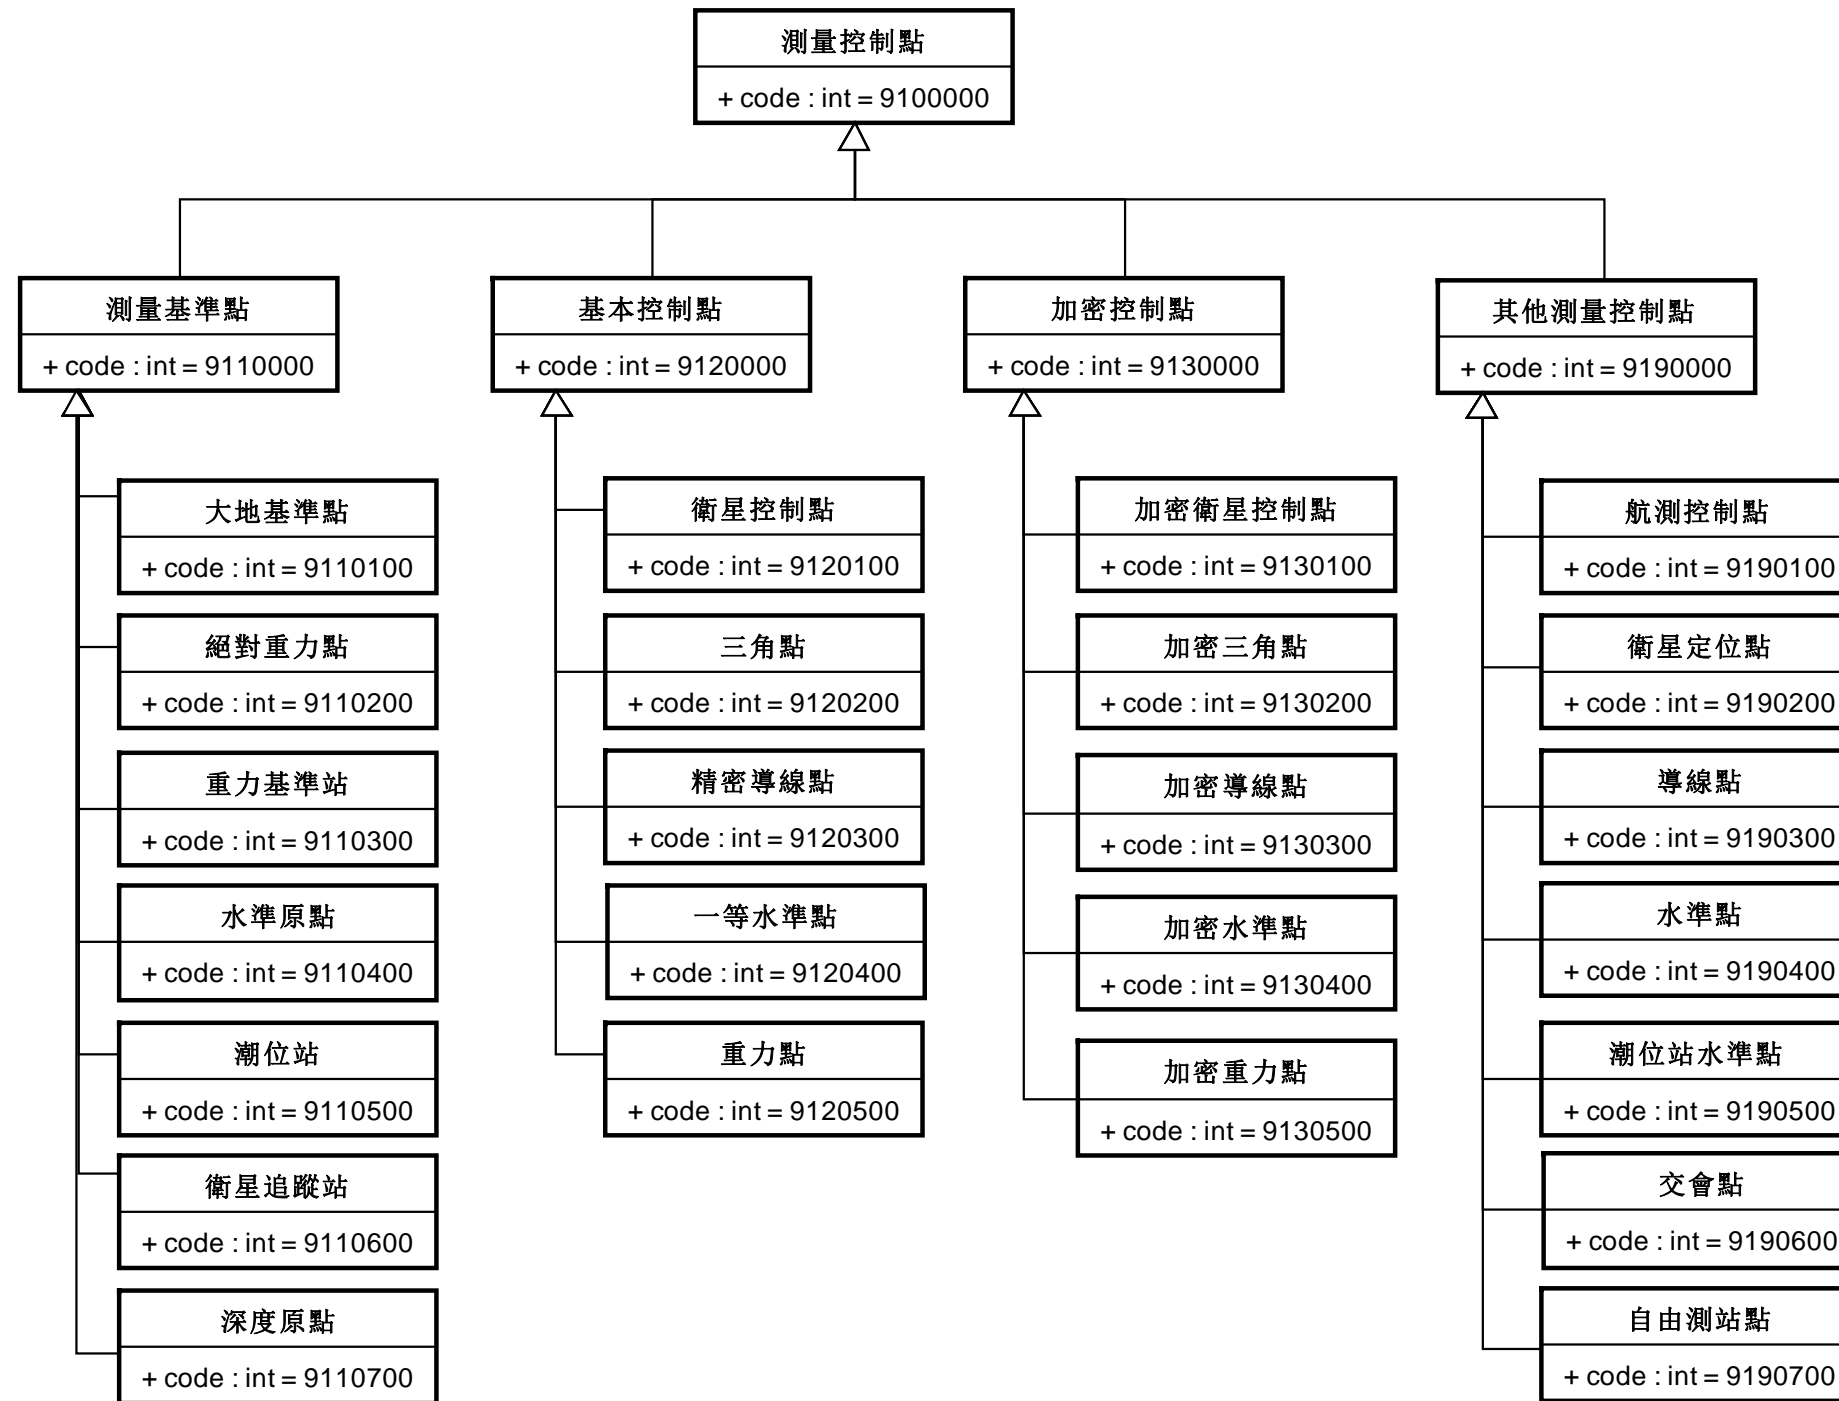 測量控制點
+ code : int = 9100000
測量基準點
+ code : int = 9110000
基本控制點
+ code : int = 9120000
加密控制點
+ code : int = 9130000
其他測量控制點
+ code : int = 9190000
大地基準點
+ code : int = 9110100
絕對重力點
+ code : int = 9110200
重力基準站
+ code : int = 9110300
水準原點
+ code : int = 9110400
潮位站
+ code : int = 9110500
衛星追蹤站
+ code : int = 9110600
深度原點
+ code : int = 9110700
衛星控制點
+ code : int = 9120100
三角點
+ code : int = 9120200
精密導線點
+ code : int = 9120300
一等水準點
+ code : int = 9120400
重力點
+ code : int = 9120500
加密衛星控制點
+ code : int = 9130100
加密三角點
+ code : int = 9130200
加密導線點
+ code : int = 9130300
加密水準點
+ code : int = 9130400
加密重力點
+ code : int = 9130500
航測控制點
+ code : int = 9190100
衛星定位點
+ code : int = 9190200
導線點
+ code : int = 9190300
水準點
+ code : int = 9190400
潮位站水準點
+ code : int = 9190500
交會點
+ code : int = 9190600
自由測站點
+ code : int = 9190700